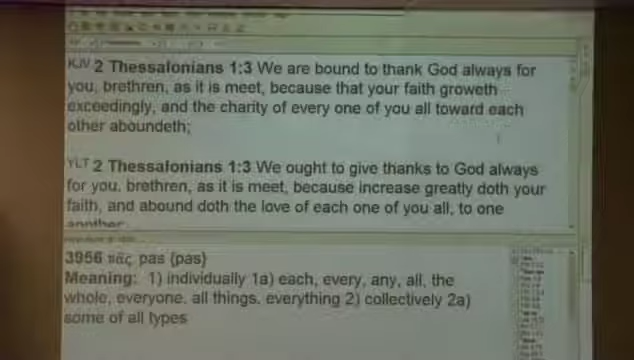 KJV 2 Thessalonians 1:3 We are bound to thank God always for
you, brethren, as it is meet, because that your faith groweth
exceedingly, and the charity of every one of you all toward each
other aboundeth;
YLT 2 Thessalonians 1:3 We ought to give thanks to God always
for you, brethren, as it is meet, because increase greatly doth your
faith, and abound doth the love of each one of you all, to one
another
3956 πᾶς pas {pas}
Meaning: 1) individually 1a) each, every, any, all, the
whole, everyone, all things, everything 2) collectively 2a)
some of all types